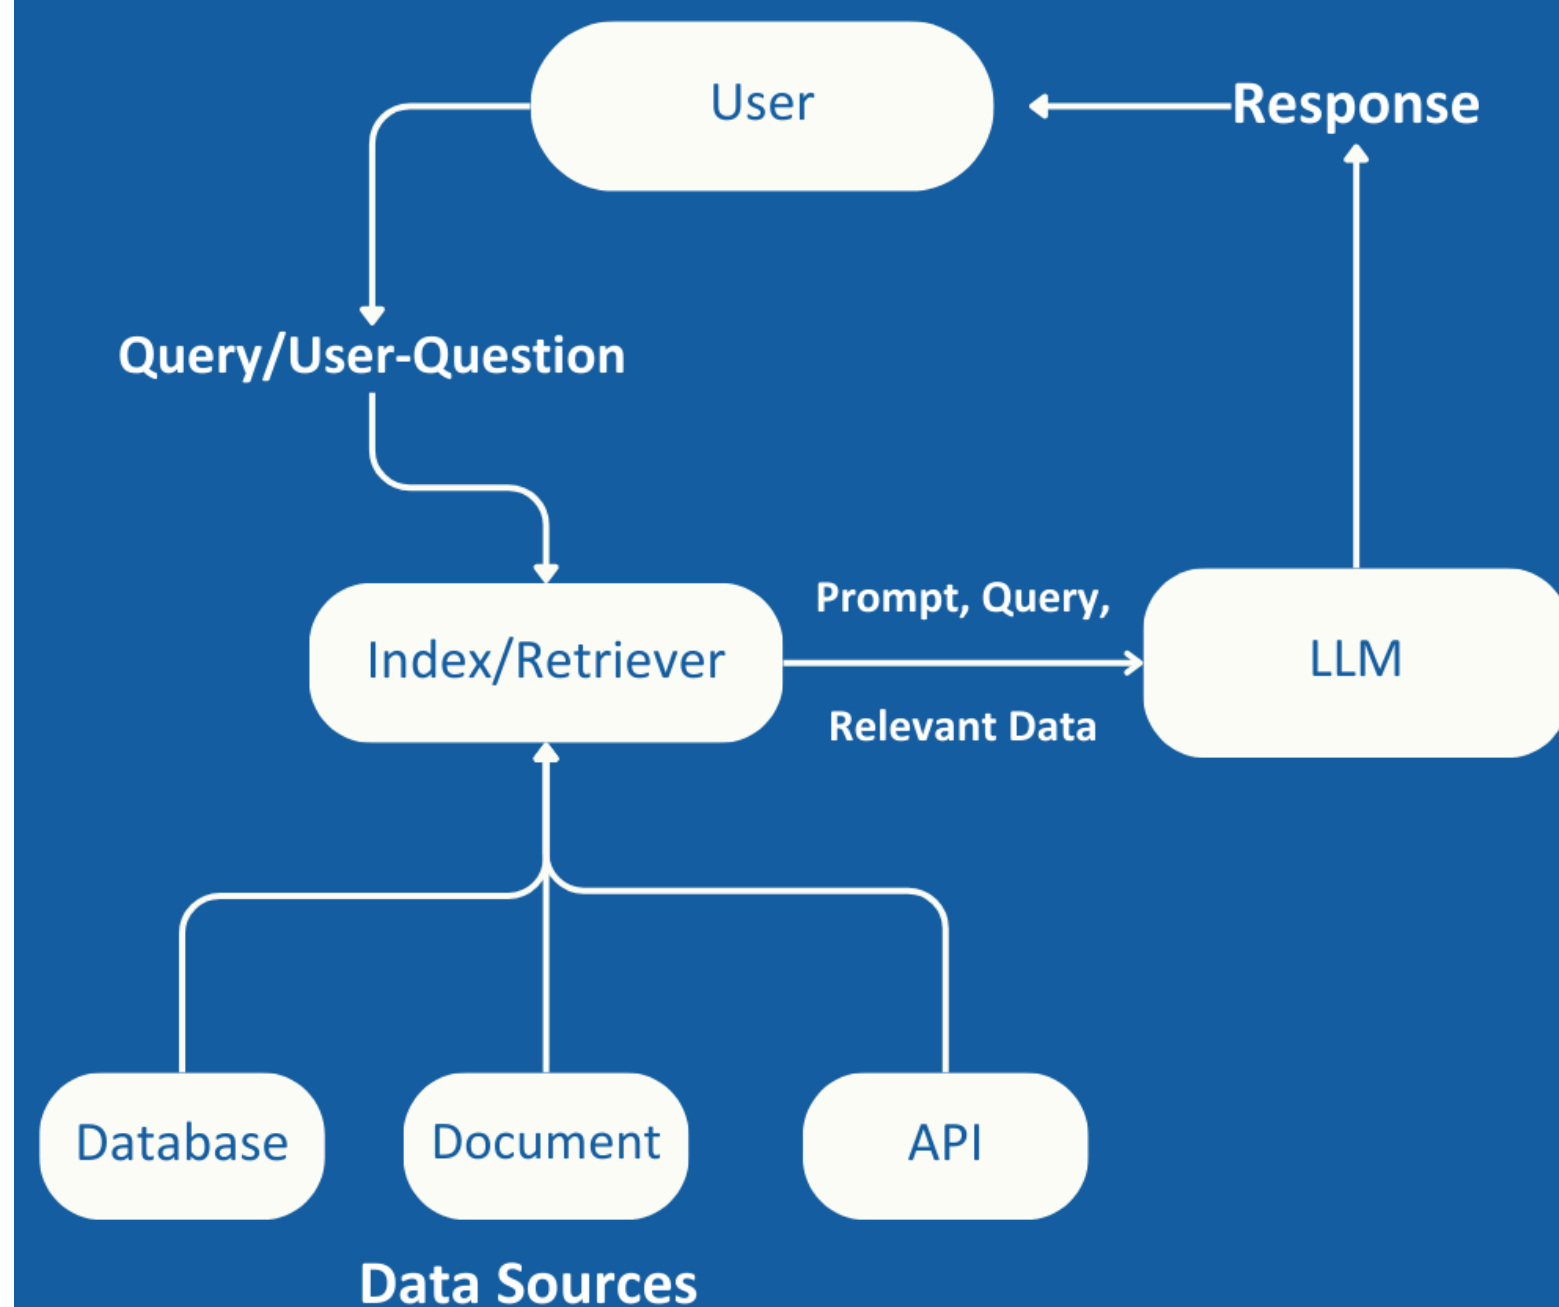 User
Response
Query/User-Question
Prompt, Query,
Index/Retriever
LLM
Relevant Data
Database
Document
API
Data Sources